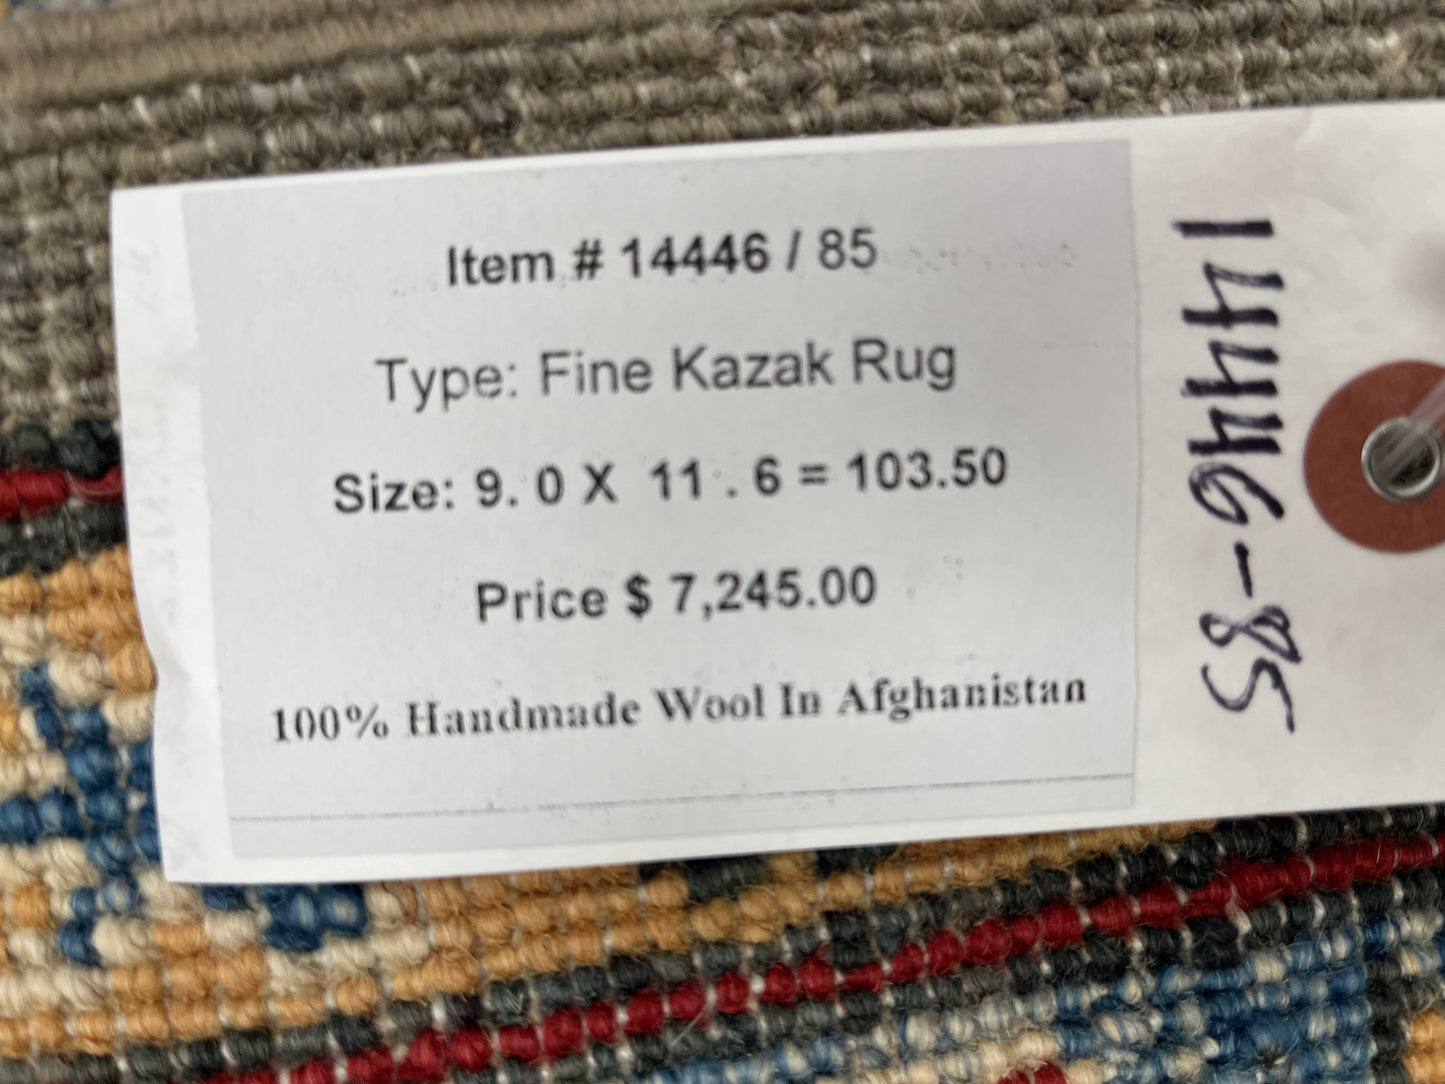 Item # 14446 / 85
Type: Fine Kazak Rug
Size: 9. 0 X 11 . 6 = 103.50
Price $ 7,245.00
100% Handmade Wool In Afghanistan
14446-85